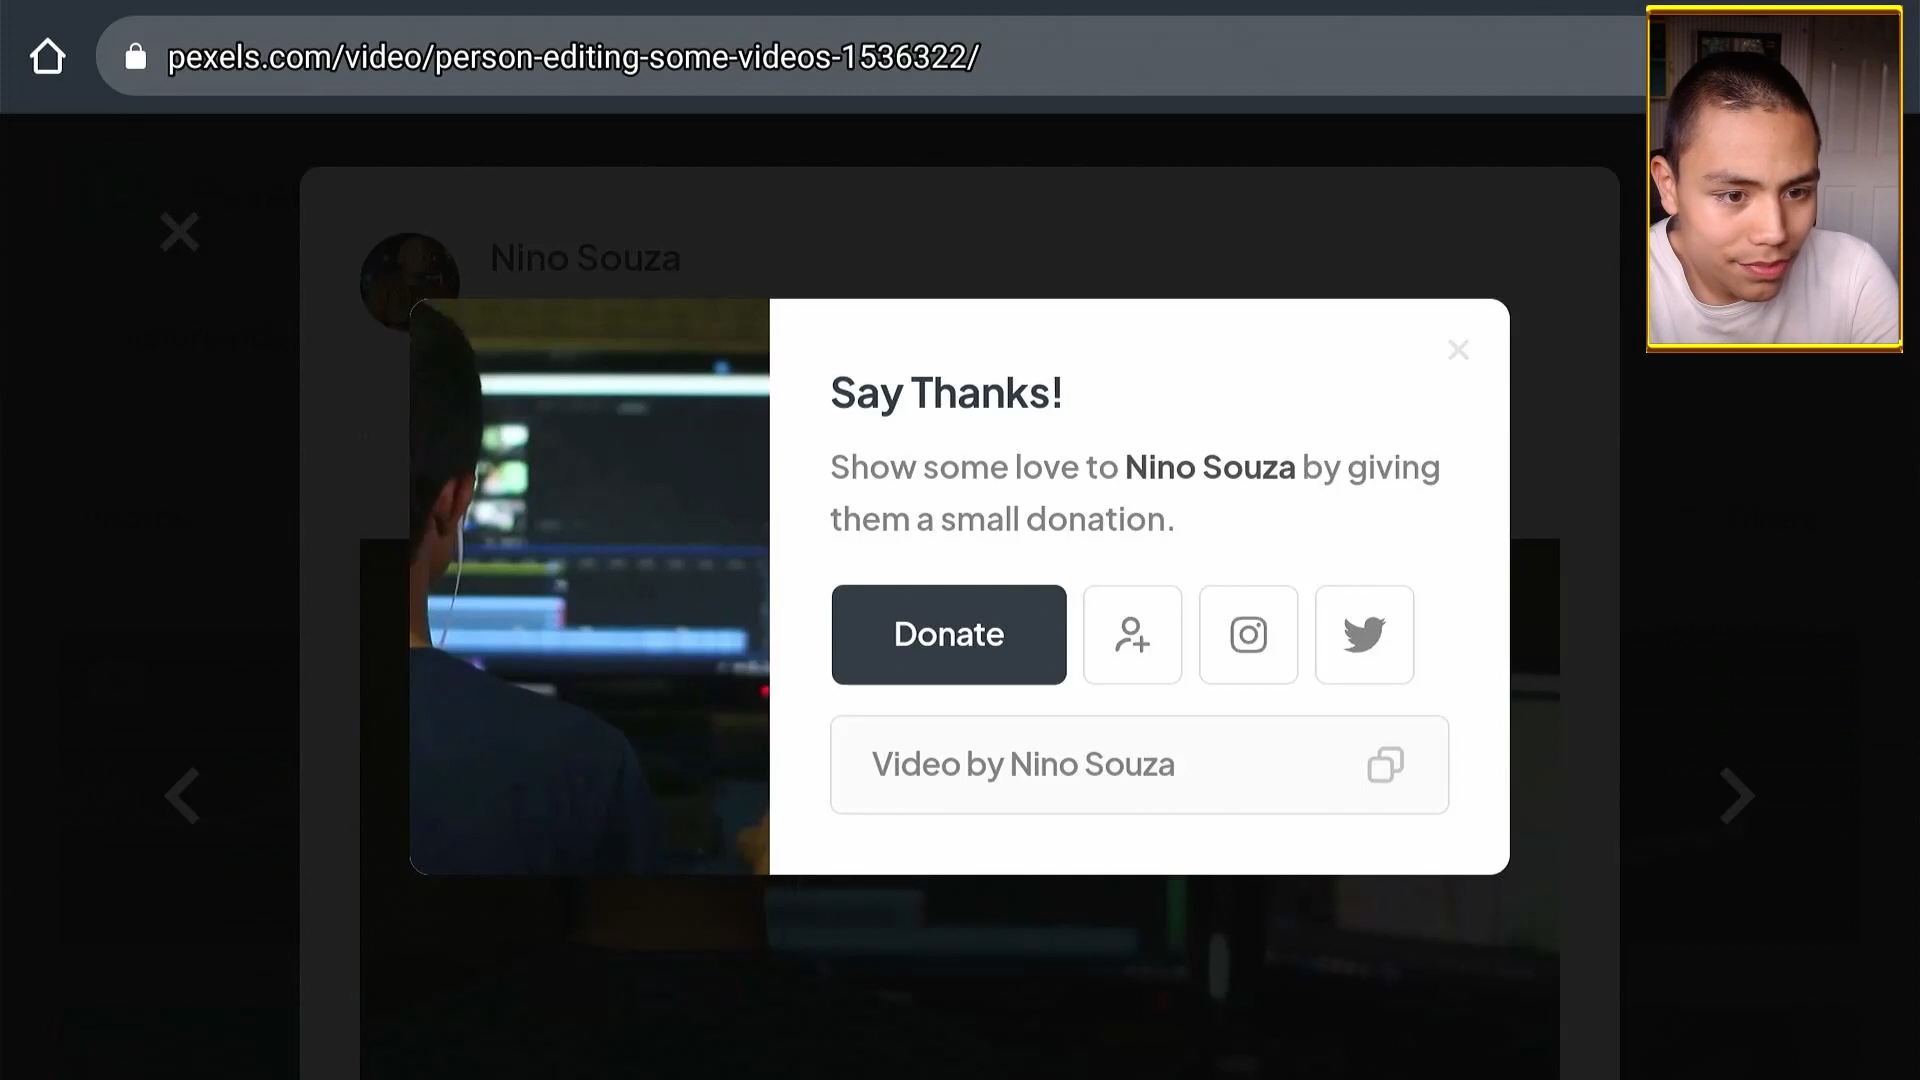 pexels.com/video/person-editing-some-videos-1536322/
Nino Souza
Say Thanks!
Show some love to Nino Souza by giving
them a small donation.
Donate
Video by Nino Souza